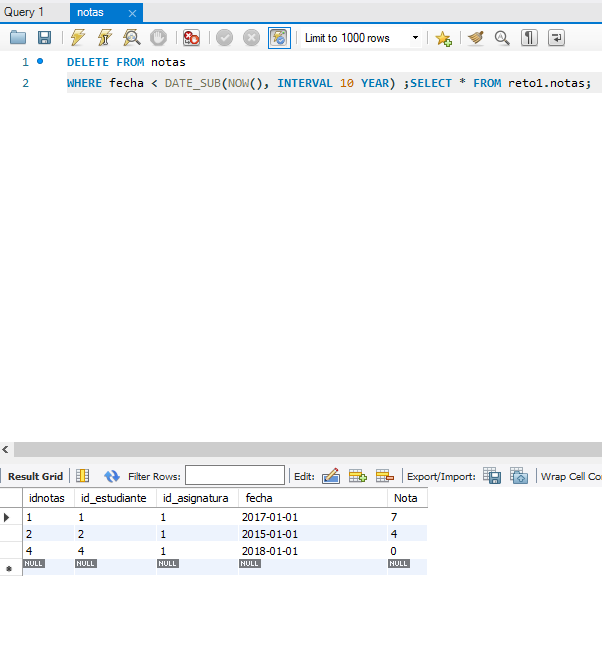 Query 1 notas
Limit to 1000 rows
1 DELETE FROM notas
2 WHERE fecha < DATE_SUB(NOW(), INTERVAL 10 YEAR) ;SELECT * FROM reto1.notas;
Result Grid Filter Rows: Edit: Export/Import: Wrap Cell Co
idnotas id_estudiante id_asignatura fecha Nota
1 1 1 2017-01-01 7
2 2 1 2015-01-01 4
4 4 1 2018-01-01 0
NULL NULL NULL NULL NULL